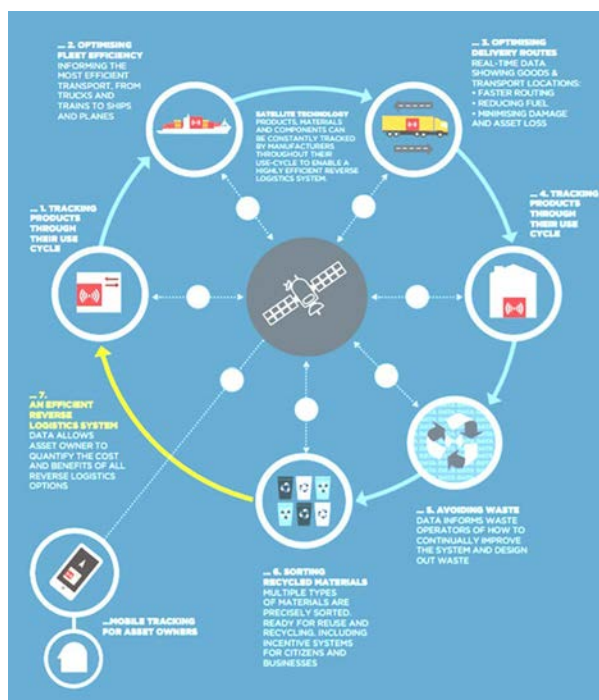 ... 2. OPTIMISING
FLEET EFFICIENCY
INFORMING THE
MOST EFFICIENT
TRANSPORT, FROM
TRUCKS AND
TRAINS TO SHIPS
AND PLANES
... 3. OPTIMISING
DELIVERY ROUTES
REAL-TIME DATA
SHOWING GOODS &
TRANSPORT LOCATIONS:
• FASTER ROUTING
• REDUCING FUEL
• MINIMISING DAMAGE
AND ASSET LOSS
SATELLITE TECHNOLOGY
PRODUCTS, MATERIALS
AND COMPONENTS CAN
BE CONSTANTLY TRACKED
BY MANUFACTURERS
THROUGHOUT THEIR
USE-CYCLE TO ENABLE A
HIGHLY EFFICIENT REVERSE
LOGISTICS SYSTEM.
... 1. TRACKING
PRODUCTS
THROUGH
THEIR USE
CYCLE
... 4. TRACKING
PRODUCTS
THROUGH
THEIR USE
CYCLE
... 7.
AN EFFICIENT
REVERSE
LOGISTICS SYSTEM
DATA ALLOWS
ASSET OWNER TO
QUANTIFY THE COST
AND BENEFITS OF ALL
REVERSE LOGISTICS
OPTIONS
... 5. AVOIDING WASTE
DATA INFORMS WASTE
OPERATORS OF HOW TO
CONTINUALLY IMPROVE
THE SYSTEM AND DESIGN
OUT WASTE
... 6. SORTING
RECYCLED MATERIALS
MULTIPLE TYPES
OF MATERIALS ARE
PRECISELY SORTED.
READY FOR REUSE AND
RECYCLING, INCLUDING
INCENTIVE SYSTEMS
FOR CITIZENS AND
BUSINESSES
...MOBILE TRACKING
FOR ASSET OWNERS